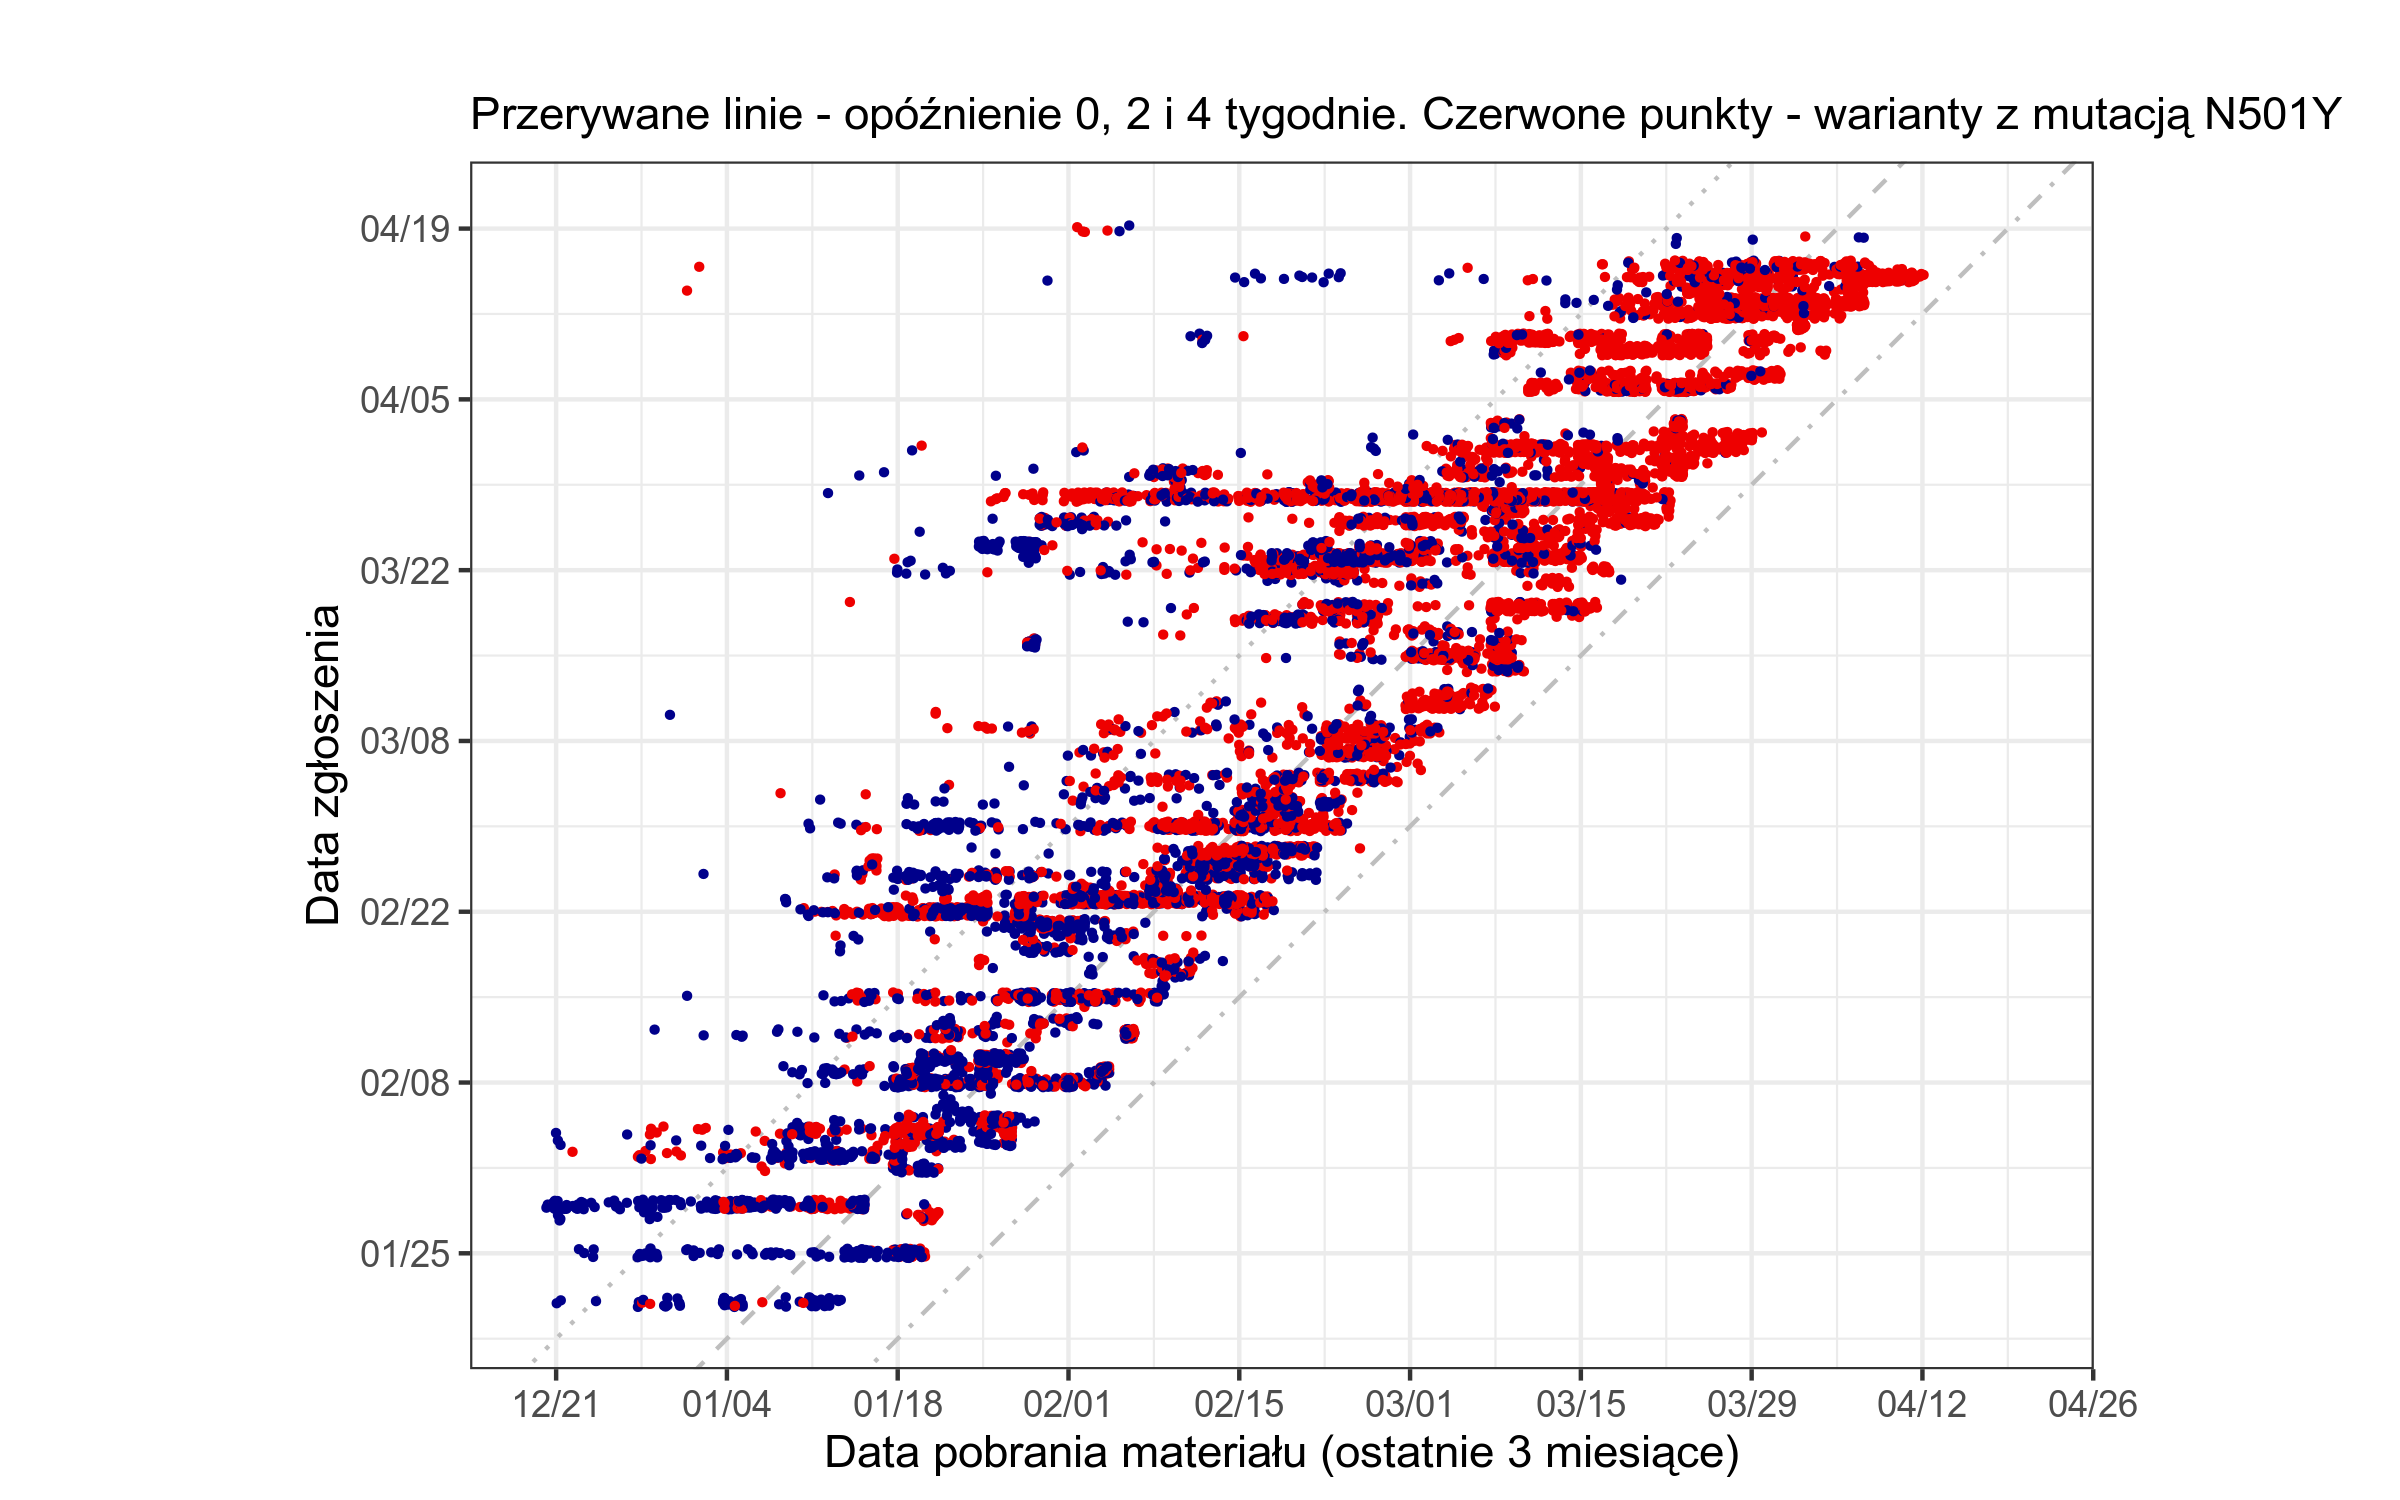 Przerywane linie - opóźnienie 0, 2 i 4 tygodnie. Czerwone punkty - warianty z mutacją N501Y
Data zgłoszenia
04/19
04/05
03/22
03/08
02/22
02/08
01/25
12/21 01/04 01/18 02/01 02/15 03/01 03/15 03/29 04/12 04/26
Data pobrania materiału (ostatnie 3 miesiące)